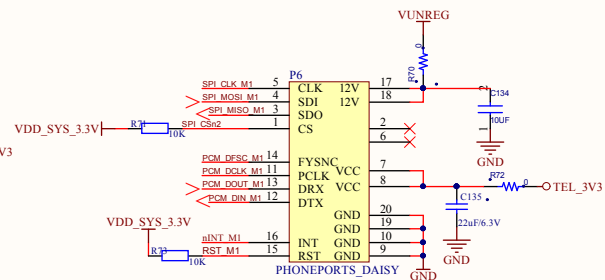 VUNREG
R70
0
P6
SPI_CLK_M1 5 CLK 12V 17
SPI_MOSI_M1 4 SDI 12V 18
SPI_MISO_M1 3 SDO
VDD_SYS_3.3V R71 10K SPI_CSn2 1 CS 2
6
2 C134
10UF
1
GND
V3
PCM_DFSC_M1 14 FYSNC VCC 7
PCM_DCLK_M1 11 PCLK VCC 8
PCM_DOUT_M1 13 DRX
PCM_DIN_M1 12 DTX
R72 0 TEL_3V3
C135
22uF/6.3V
GND
GND 20
GND 19
VDD_SYS_3.3V
nINT_M1 16 INT GND 10
R73 10K RST_M1 15 RST GND 9
PHONEPORTS_DAISY
GND